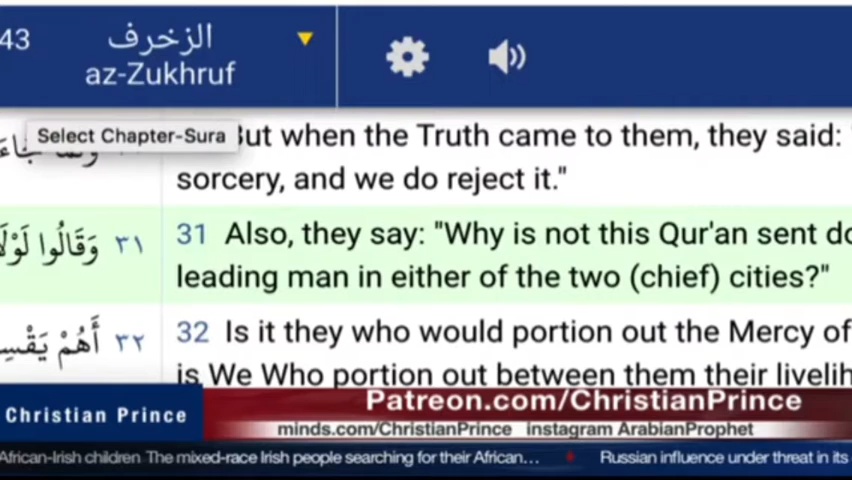 43
الزخرف
az-Zukhruf
Select Chapter-Sura
But when the Truth came to them, they said:
sorcery, and we do reject it."
وَقَالُوا لَوْلَا ٣١
31 Also, they say: "Why is not this Qur'an sent do
leading man in either of the two (chief) cities?"
أَهُمْ ٣٢
32 Is it they who would portion out the Mercy of
is We Who portion out between them their livelih
Christian Prince
Patreon.com/ChristianPrince
minds.com/ChristianPrince instagram ArabianProphet
African-Irish children The mixed-race Irish people searching for their African... Russian influence under threat in its